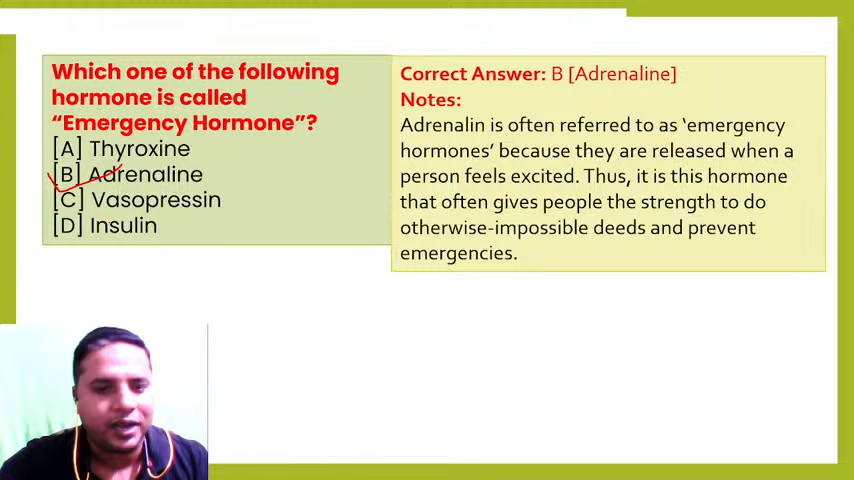 Which one of the following
hormone is called
“Emergency Hormone”?
[A] Thyroxine
[B] Adrenaline
[C] Vasopressin
[D] Insulin
Correct Answer: B [Adrenaline]
Notes:
Adrenalin is often referred to as ‘emergency
hormones’ because they are released when a
person feels excited. Thus, it is this hormone
that often gives people the strength to do
otherwise-impossible deeds and prevent
emergencies.